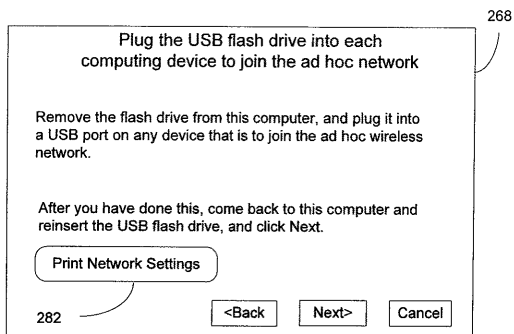 268
Plug the USB flash drive into each
computing device to join the ad hoc network
Remove the flash drive from this computer, and plug it into
a USB port on any device that is to join the ad hoc wireless
network.
After you have done this, come back to this computer and
reinsert the USB flash drive, and click Next.
Print Network Settings
282
<Back Next> Cancel